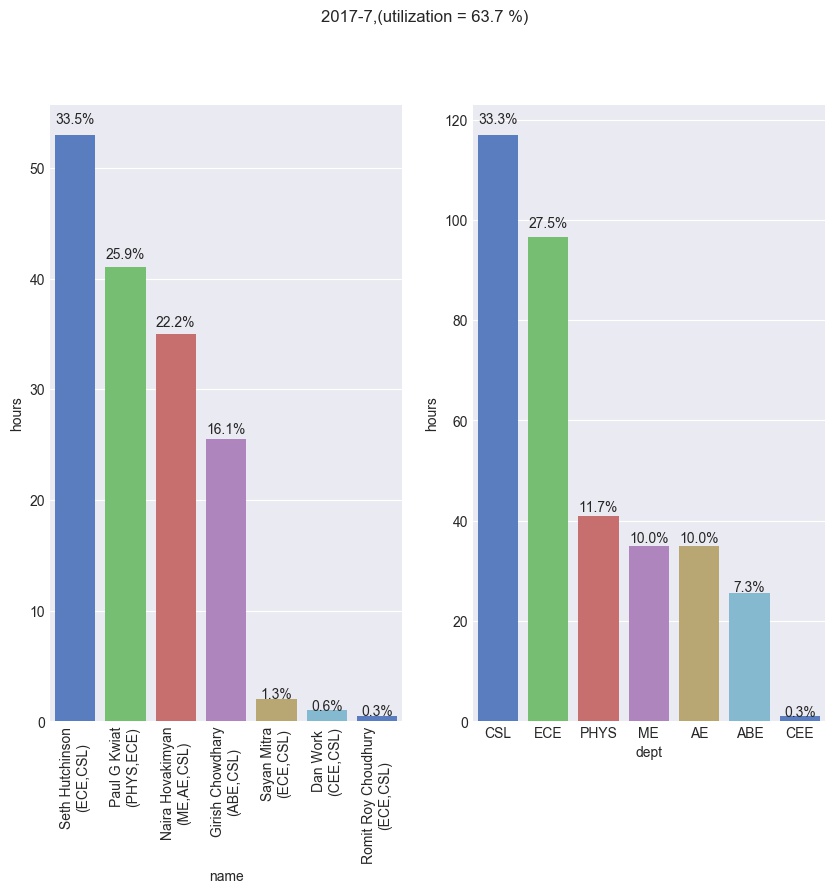 2017-7,(utilization = 63.7 %)
hours
50
40
30
20
10
0
33.5%
25.9%
22.2%
16.1%
1.3%
0.6%
0.3%
Seth Hutchinson
(ECE,CSL)
Paul G Kwiat
(PHYS,ECE)
Naira Hovakimyan
(ME,AE,CSL)
Girish Chowdhary
(ABE,CSL)
Sayan Mitra
(ECE,CSL)
Dan Work
(CEE,CSL)
Romit Roy Choudhury
(ECE,CSL)
name
hours
120
100
80
60
40
20
0
33.3%
27.5%
11.7%
10.0%
10.0%
7.3%
0.3%
CSL
ECE
PHYS
ME
AE
ABE
CEE
dept